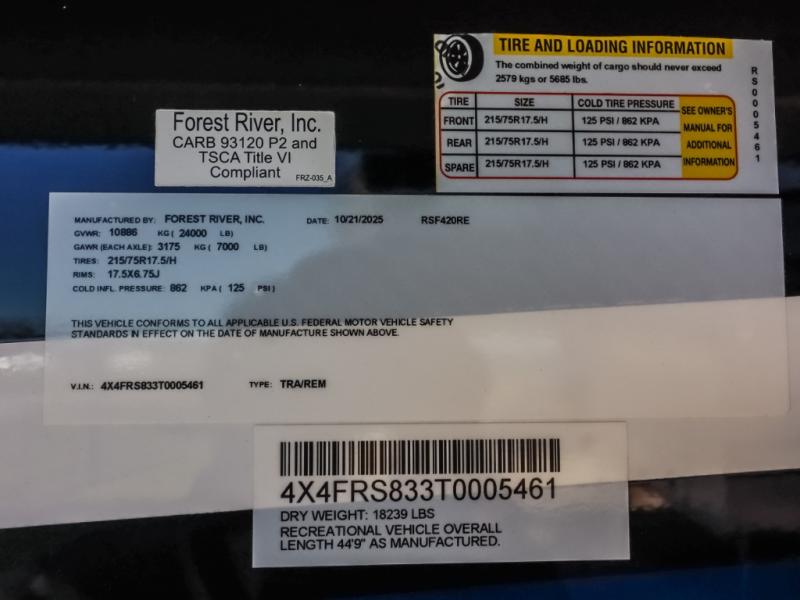 TIRE AND LOADING INFORMATION
The combined weight of cargo should never exceed
2579 kgs or 5685 lbs.
TIRE SIZE COLD TIRE PRESSURE
FRONT 215/75R17.5/H 125 PSI / 862 KPA
REAR 215/75R17.5/H 125 PSI / 862 KPA
SPARE 215/75R17.5/H 125 PSI / 862 KPA
SEE OWNER'S
MANUAL FOR
ADDITIONAL
INFORMATION
RS0005461
Forest River, Inc.
CARB 93120 P2 and
TSCA Title VI
Compliant
FRZ-035_A
MANUFACTURED BY: FOREST RIVER, INC. DATE: 10/21/2025 RSF420RE
GVWR: 10886 KG ( 24000 LB)
GAWR (EACH AXLE): 3175 KG ( 7000 LB)
TIRES: 215/75R17.5/H
RIMS: 17.5X6.75J
COLD INFL. PRESSURE: 862 KPA ( 125 PSI )
THIS VEHICLE CONFORMS TO ALL APPLICABLE U.S. FEDERAL MOTOR VEHICLE SAFETY
STANDARDS IN EFFECT ON THE DATE OF MANUFACTURE SHOWN ABOVE.
V.I.N.: 4X4FRS833T0005461 TYPE: TRA/REM
4X4FRS833T0005461
DRY WEIGHT: 18239 LBS
RECREATIONAL VEHICLE OVERALL
LENGTH 44'9" AS MANUFACTURED.